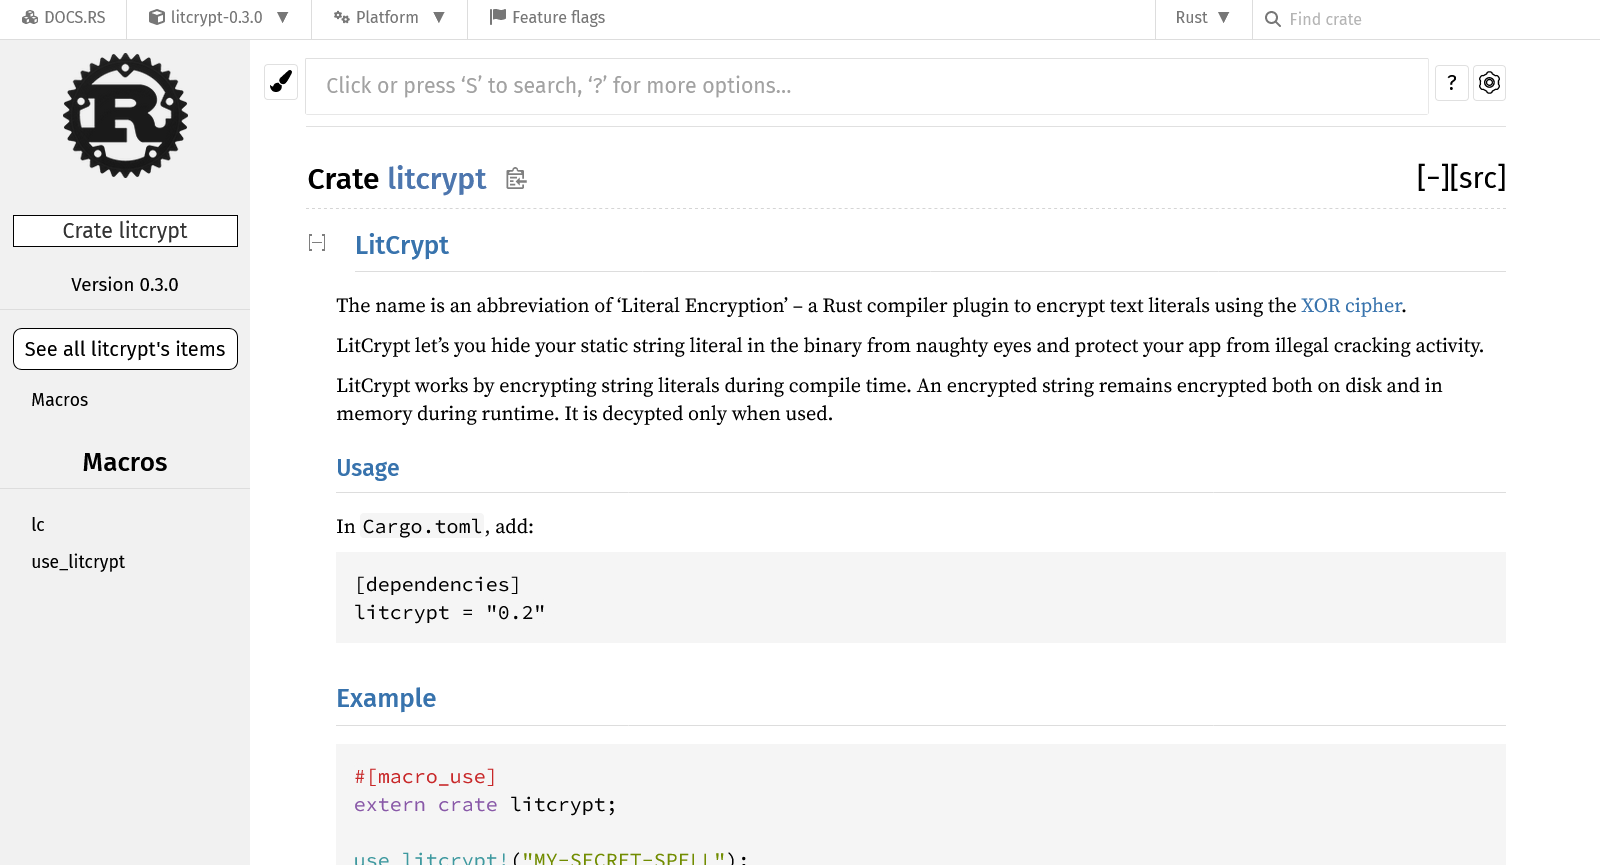 DOCS.RS litcrypt-0.3.0 Platform Feature flags Rust Find crate
Click or press ‘S’ to search, ‘?’ for more options...
?
Crate litcrypt
Version 0.3.0
See all litcrypt's items
Macros
Macros
lc
use_litcrypt
Crate litcrypt [−][src]
[−] LitCrypt
The name is an abbreviation of ‘Literal Encryption’ – a Rust compiler plugin to encrypt text literals using the XOR cipher.
LitCrypt let’s you hide your static string literal in the binary from naughty eyes and protect your app from illegal cracking activity.
LitCrypt works by encrypting string literals during compile time. An encrypted string remains encrypted both on disk and in
memory during runtime. It is decypted only when used.
Usage
In Cargo.toml, add:
[dependencies]
litcrypt = "0.2"
Example
#[macro_use]
extern crate litcrypt;
use_litcrypt!("MY-SECRET-SPELL");